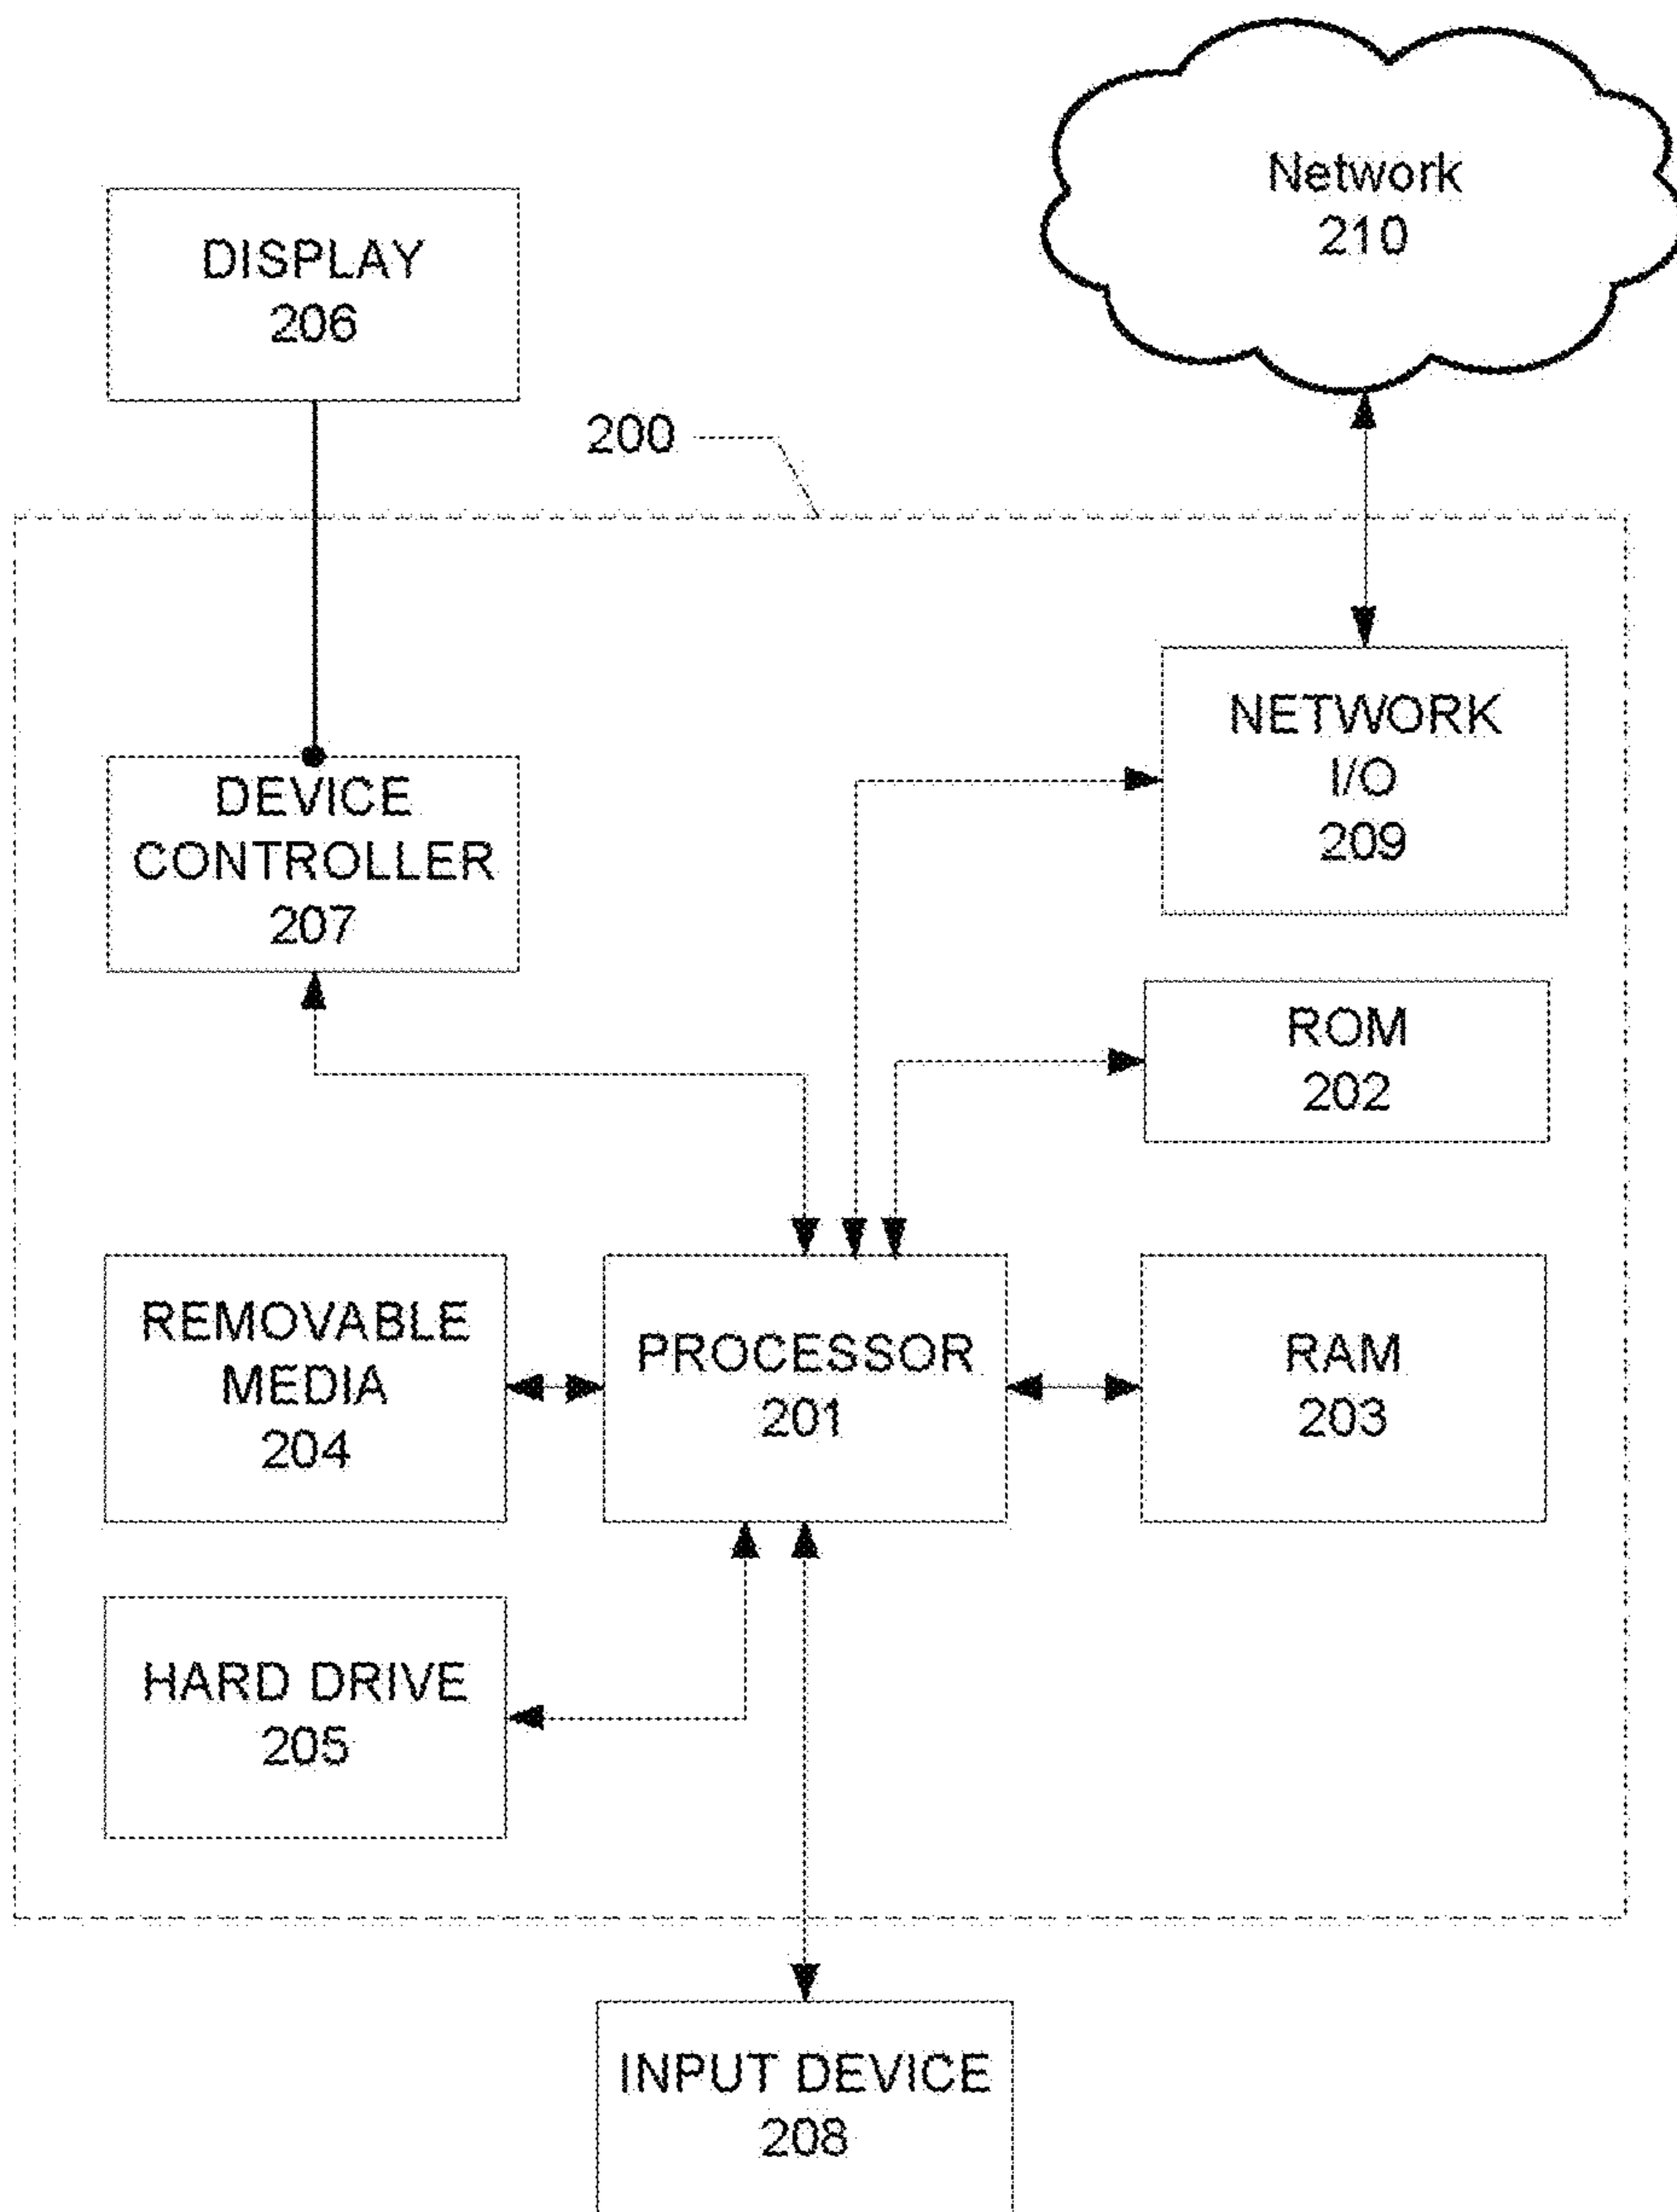 Network
210
DISPLAY
206
200
NETWORK
I/O
209
DEVICE
CONTROLLER
207
ROM
202
REMOVABLE
MEDIA
204
PROCESSOR
201
RAM
203
HARD DRIVE
205
INPUT DEVICE
208